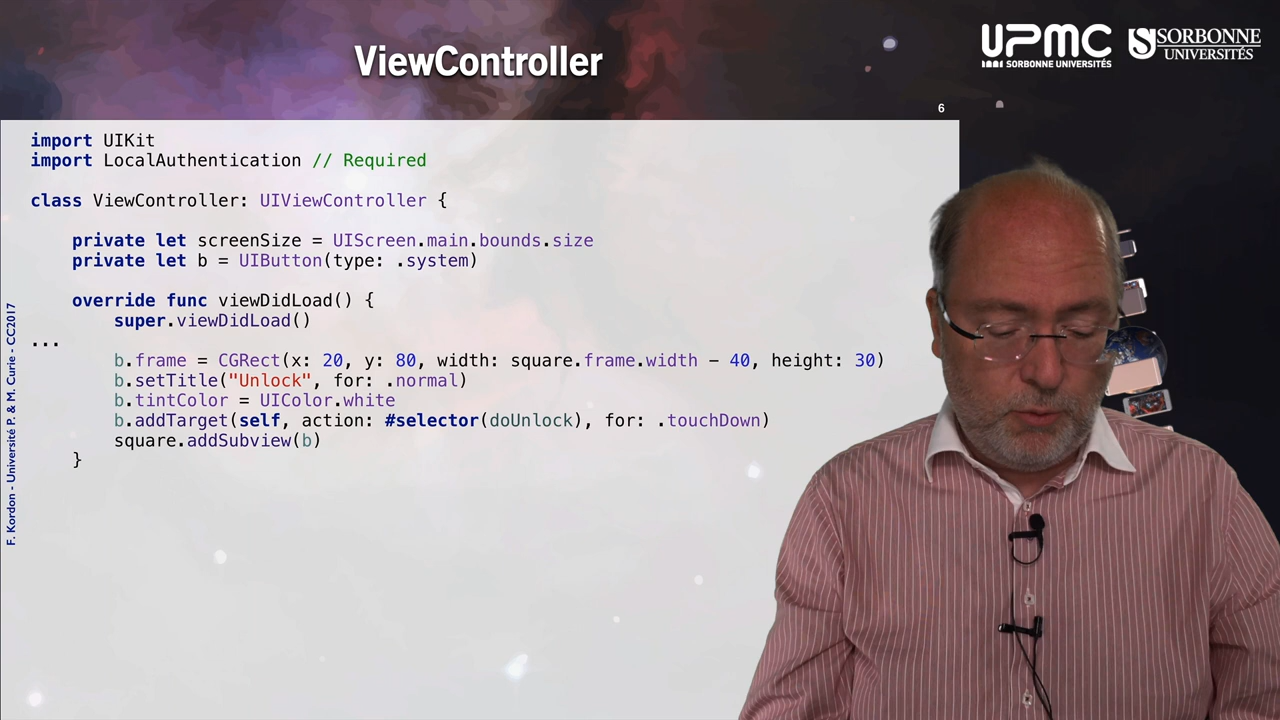 ViewController
UPMC
SORBONNE UNIVERSITÉS
SORBONNE
UNIVERSITÉS
6
import UIKit
import LocalAuthentication // Required
class ViewController: UIViewController {
private let screenSize = UIScreen.main.bounds.size
private let b = UIButton(type: .system)
override func viewDidLoad() {
super.viewDidLoad()
...
b.frame = CGRect(x: 20, y: 80, width: square.frame.width - 40, height: 30)
b.setTitle("Unlock", for: .normal)
b.tintColor = UIColor.white
b.addTarget(self, action: #selector(doUnlock), for: .touchDown)
square.addSubview(b)
}
F. Kordon - Université P. & M. Curie - CC2017